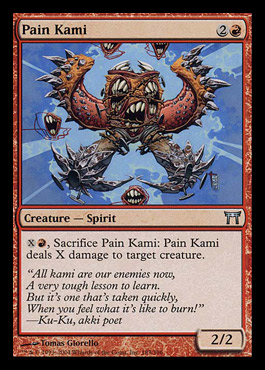 Pain Kami 2
Creature — Spirit
X, Sacrifice Pain Kami: Pain Kami
deals X damage to target creature.
“All kami are our enemies now,
A very tough lesson to learn.
But it's one that's taken quickly,
When you feel what it's like to burn!”
—Ku-Ku, akki poet
Tomas Giorello
2/2